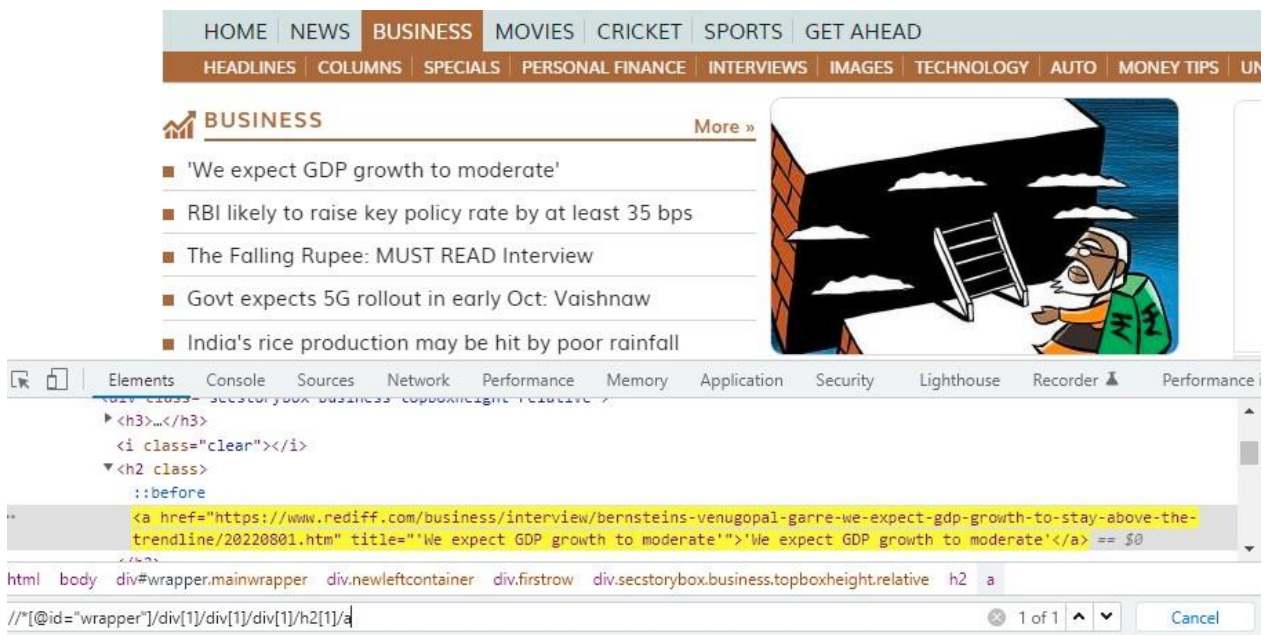 HOME NEWS BUSINESS MOVIES CRICKET SPORTS GET AHEAD
HEADLINES COLUMNS SPECIALS PERSONAL FINANCE INTERVIEWS IMAGES TECHNOLOGY AUTO MONEY TIPS UN
BUSINESS More »
'We expect GDP growth to moderate'
RBI likely to raise key policy rate by at least 35 bps
The Falling Rupee: MUST READ Interview
Govt expects 5G rollout in early Oct: Vaishnaw
India's rice production may be hit by poor rainfall
Elements Console Sources Network Performance Memory Application Security Lighthouse Recorder Performance i
<h3>…</h3>
<i class="clear"></i>
<h2 class>
::before
<a href="https://www.rediff.com/business/interview/bernsteins-venugopal-garre-we-expect-gdp-growth-to-stay-above-the-
trendline/20220801.htm" title="'We expect GDP growth to moderate'">'We expect GDP growth to moderate'</a> == $0
html body div#wrapper.mainwrapper div.newleftcontainer div.firstrow div.secstorybox.business.topboxheight.relative h2 a
//*[@id="wrapper"]/div[1]/div[1]/div[1]/h2[1]/a 1 of 1 Cancel